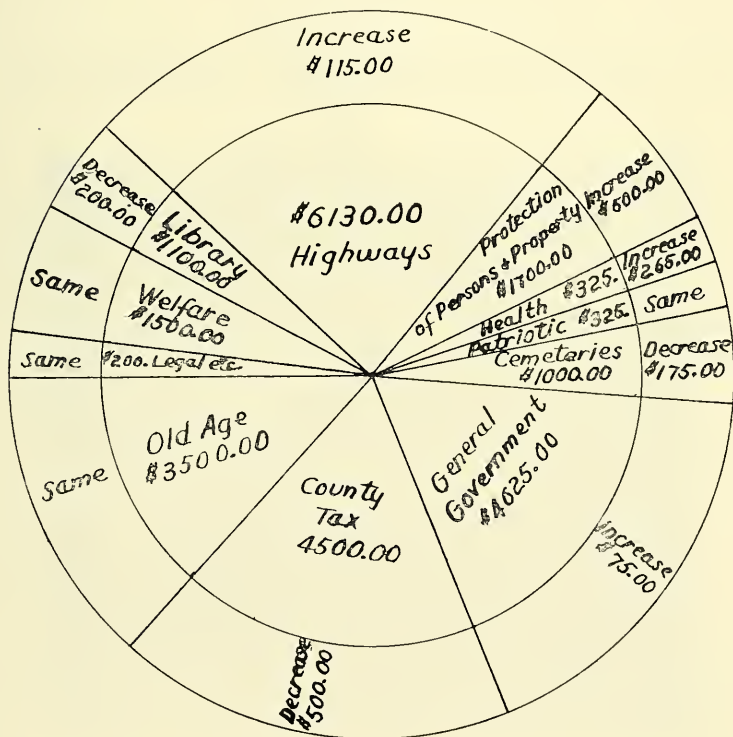 Increase
$115.00
$6130.00
Highways
Protection
of Persons & Property
$1700.00
Increase
$600.00
Health $325.
Increase
$265.00
Patriotic $325.
Same
Cemetaries
$1000.00
Decrease
$175.00
General
Government
$4625.00
Increase
$75.00
County
Tax
4500.00
Decrease
$500.00
Old Age
$3500.00
Same
$200. Legal etc.
Same
Welfare
$1500.00
Same
Library
$1100.00
Decrease
$200.00